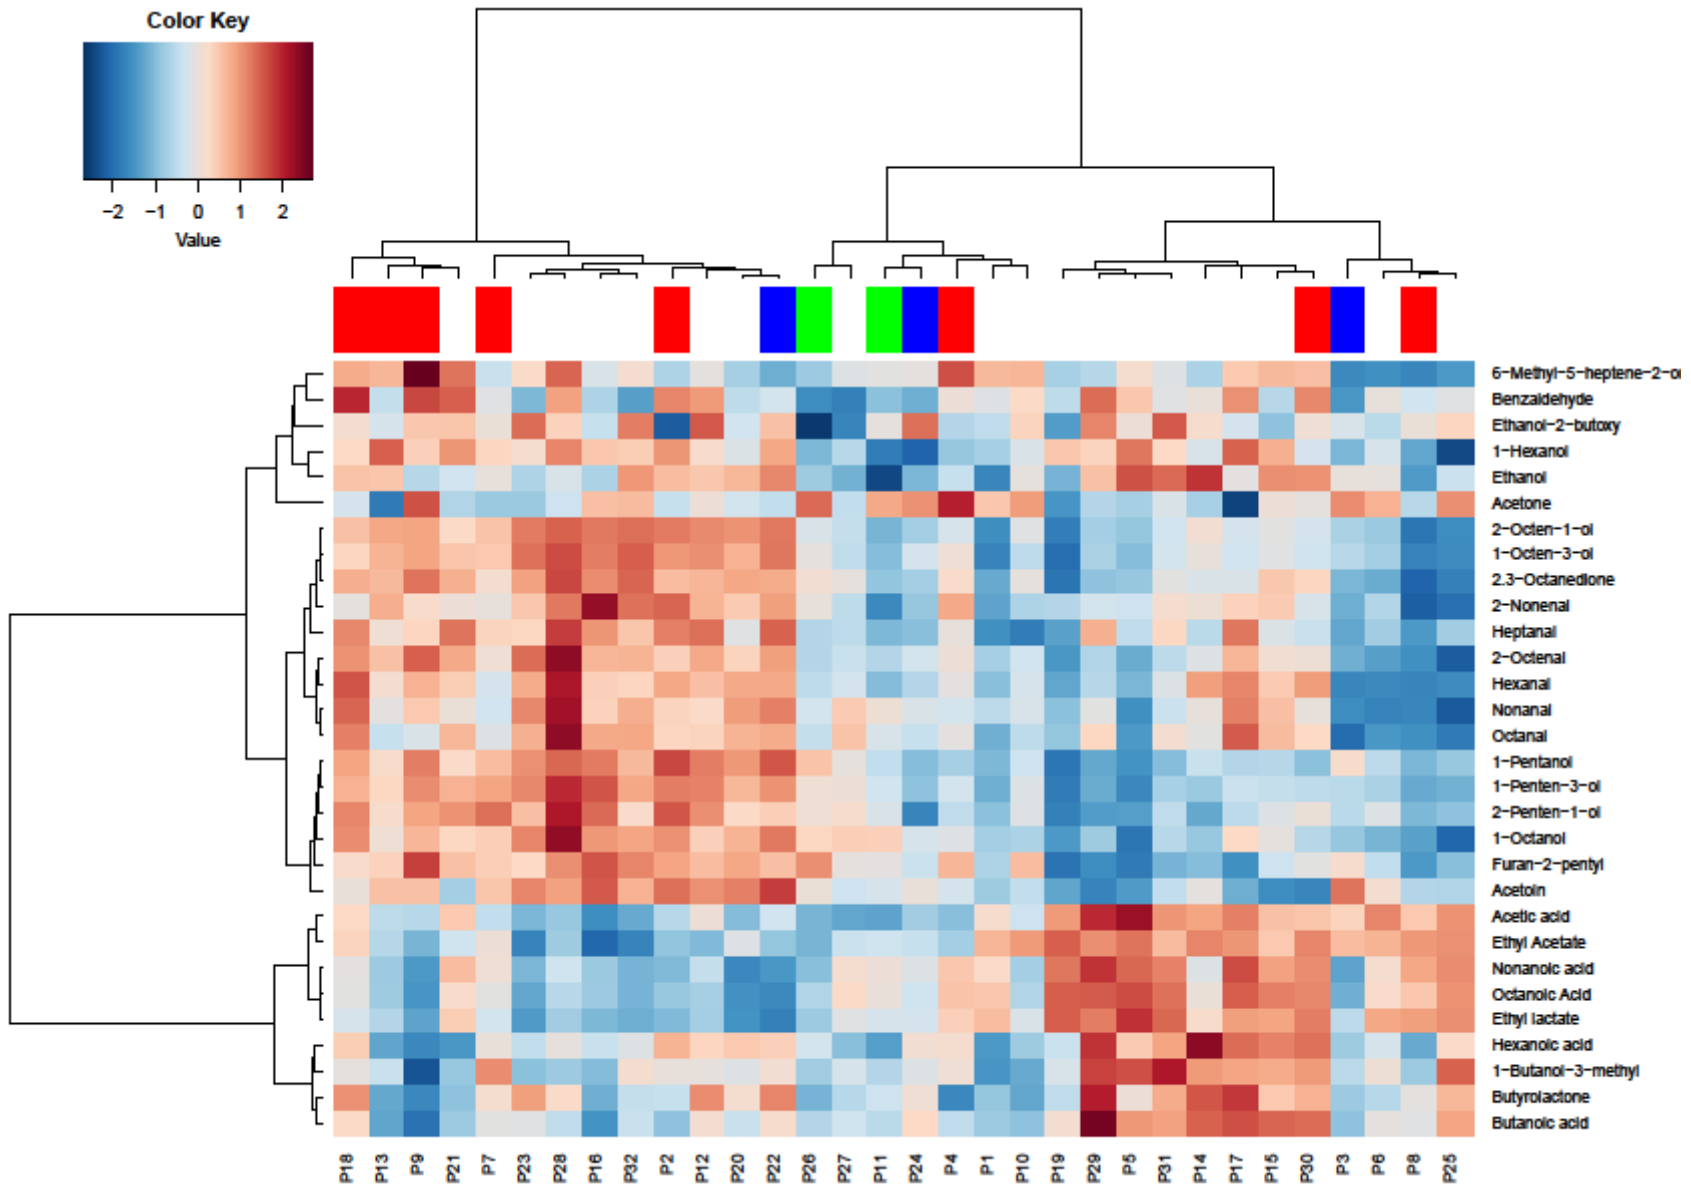 Color Key
−2 −1 0 1 2
Value
6−Methyl−5−heptene−2−o
Benzaldehyde
Ethanol−2−butoxy
1−Hexanol
Ethanol
Acetone
2−Octen−1−ol
1−Octen−3−ol
2.3−Octanedione
2−Nonenal
Heptanal
2−Octenal
Hexanal
Nonanal
Octanal
1−Pentanol
1−Penten−3−ol
2−Penten−1−ol
1−Octanol
Furan−2−pentyl
Acetoin
Acetic acid
Ethyl Acetate
Nonanoic acid
Octanoic Acid
Ethyl lactate
Hexanoic acid
1−Butanol−3−methyl
Butyrolactone
Butanoic acid
P18 P13 P9 P21 P7 P23 P28 P16 P32 P2 P12 P20 P22 P26 P27 P11 P24 P4 P1 P10 P19 P29 P5 P31 P14 P17 P15 P30 P3 P6 P8 P25